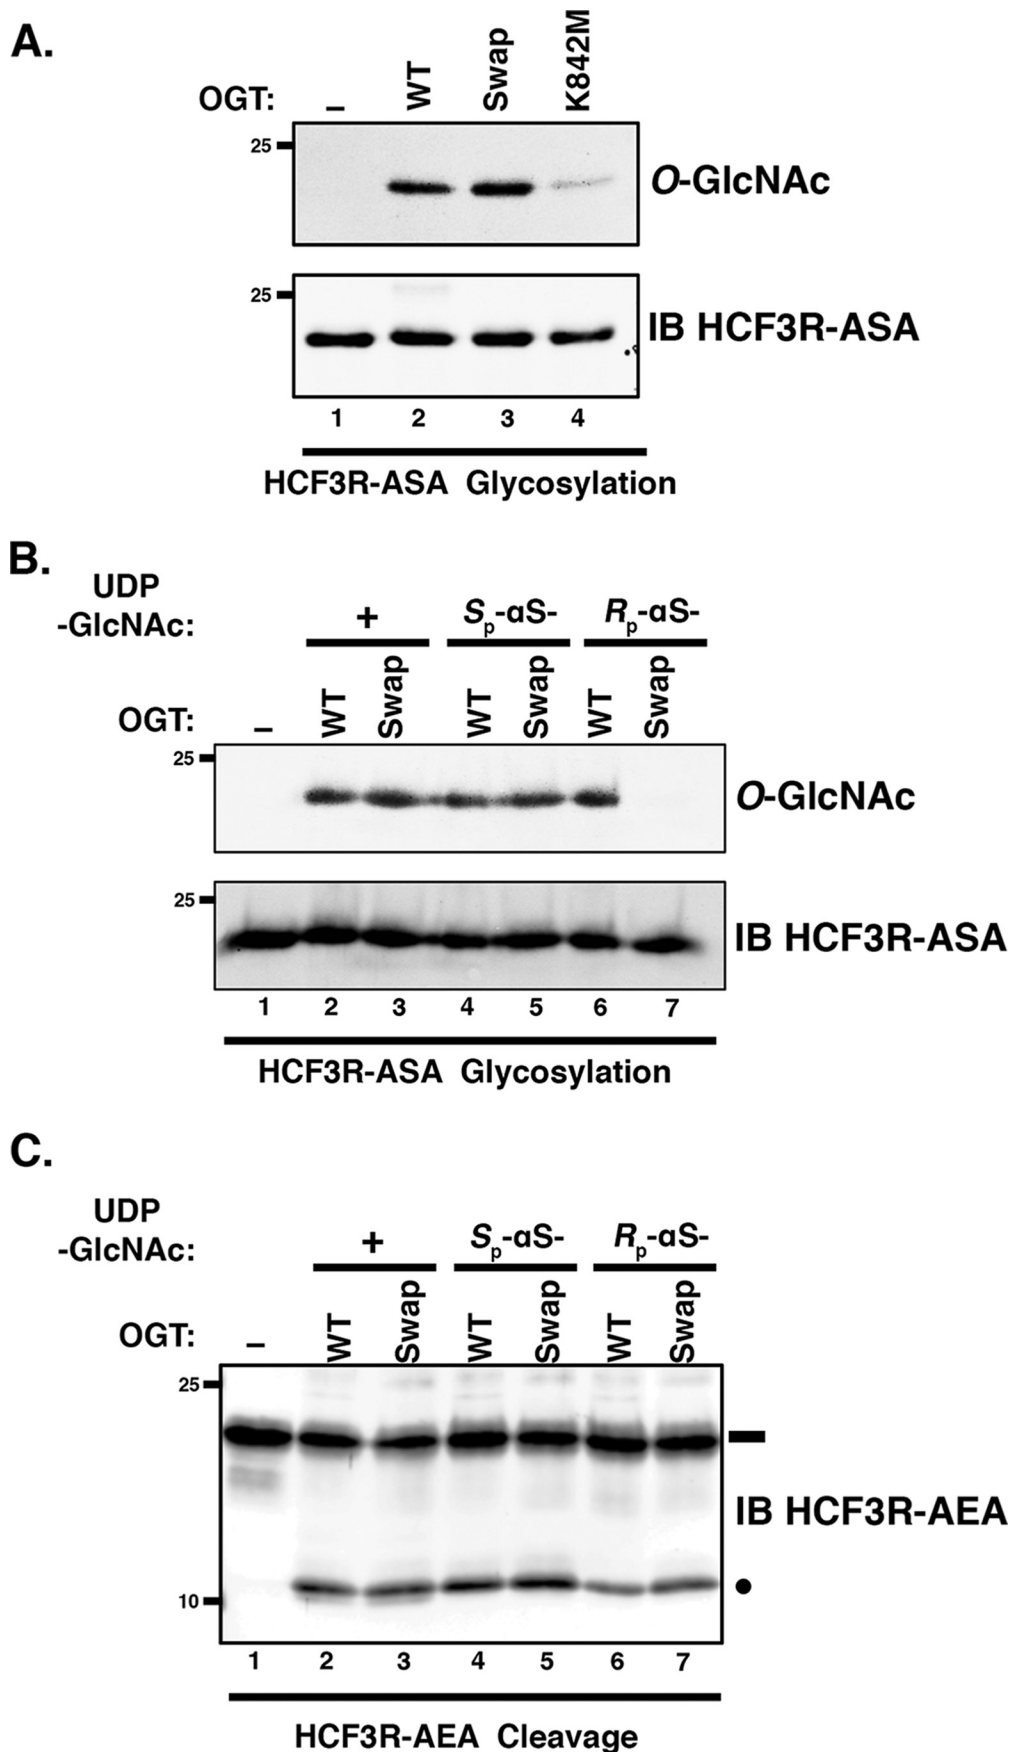 A.
OGT: – WT Swap K842M
25
O-GlcNAc
25
IB HCF3R-ASA
1 2 3 4
HCF3R-ASA Glycosylation
B.
UDP
-GlcNAc: + Sp-αS- Rp-αS-
OGT: – WT Swap WT Swap WT Swap
25
O-GlcNAc
25
IB HCF3R-ASA
1 2 3 4 5 6 7
HCF3R-ASA Glycosylation
C.
UDP
-GlcNAc: + Sp-αS- Rp-αS-
OGT: – WT Swap WT Swap WT Swap
25
IB HCF3R-AEA
10
1 2 3 4 5 6 7
HCF3R-AEA Cleavage